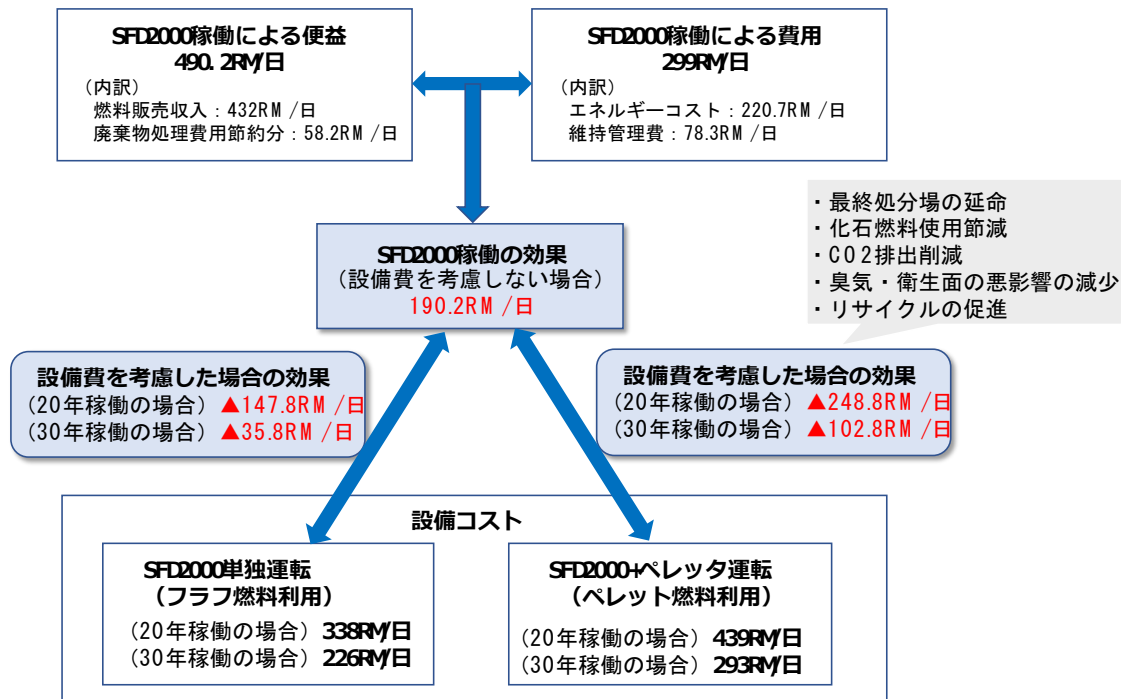 SFD2000稼働による便益
490.2RM/日
(内訳)
燃料販売収入:432RM /日
廃棄物処理費用節約分:58.2RM /日
SFD2000稼働による費用
299RM/日
(内訳)
エネルギーコスト:220.7RM /日
維持管理費:78.3RM /日
・最終処分場の延命
・化石燃料使用節減
・CO2排出削減
・臭気・衛生面の悪影響の減少
・リサイクルの促進
SFD2000稼働の効果
(設備費を考慮しない場合)
190.2RM /日
設備費を考慮した場合の効果
(20年稼働の場合) ▲147.8RM /日
(30年稼働の場合) ▲35.8RM /日
設備費を考慮した場合の効果
(20年稼働の場合) ▲248.8RM /日
(30年稼働の場合) ▲102.8RM /日
設備コスト
SFD2000単独運転
(フラフ燃料利用)
(20年稼働の場合) 338RM/日
(30年稼働の場合) 226RM/日
SFD2000+ペレッタ運転
(ペレット燃料利用)
(20年稼働の場合) 439RM/日
(30年稼働の場合) 293RM/日